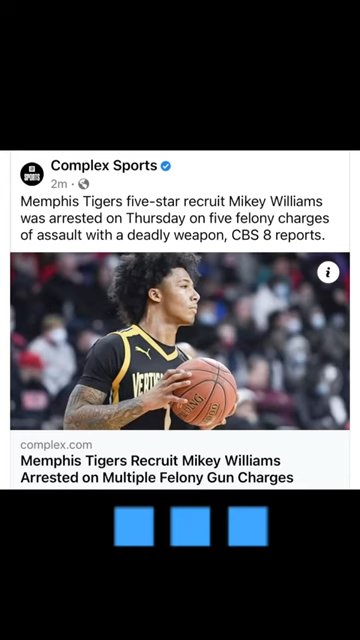 Complex Sports
2m
Memphis Tigers five-star recruit Mikey Williams
was arrested on Thursday on five felony charges
of assault with a deadly weapon, CBS 8 reports.
i
complex.com
Memphis Tigers Recruit Mikey Williams
Arrested on Multiple Felony Gun Charges